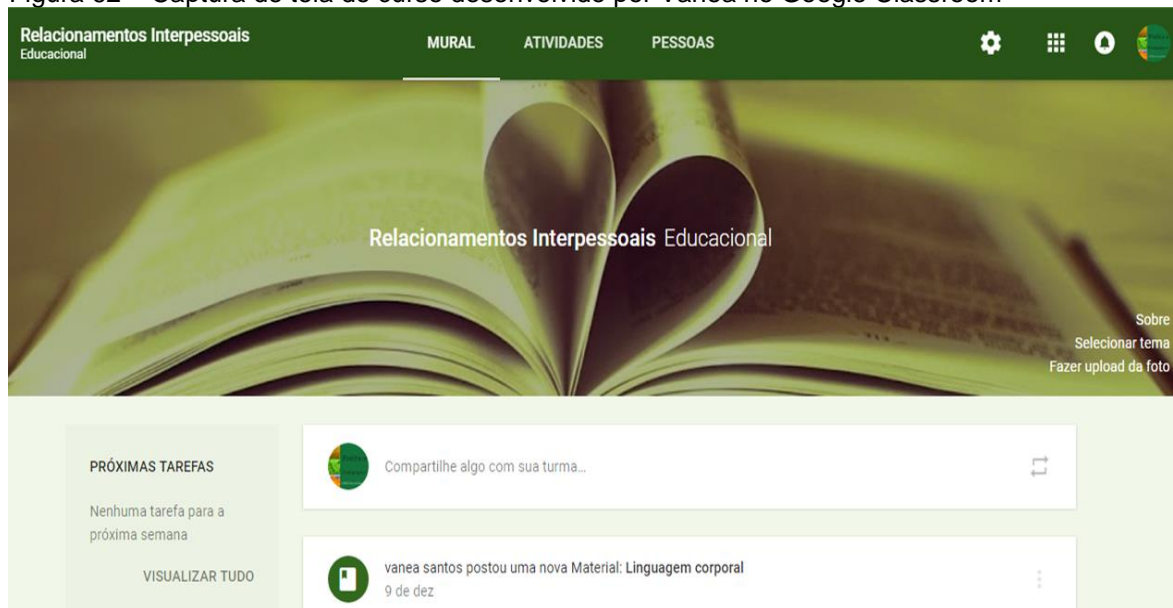 Relacionamentos Interpessoais
Educacional
MURAL
ATIVIDADES
PESSOAS
Relacionamentos Interpessoais Educacional
Sobre
Selecionar tema
Fazer upload da foto
PRÓXIMAS TAREFAS
Nenhuma tarefa para a
próxima semana
VISUALIZAR TUDO
Compartilhe algo com sua turma...
vanea santos postou uma nova Material: Linguagem corporal
9 de dez